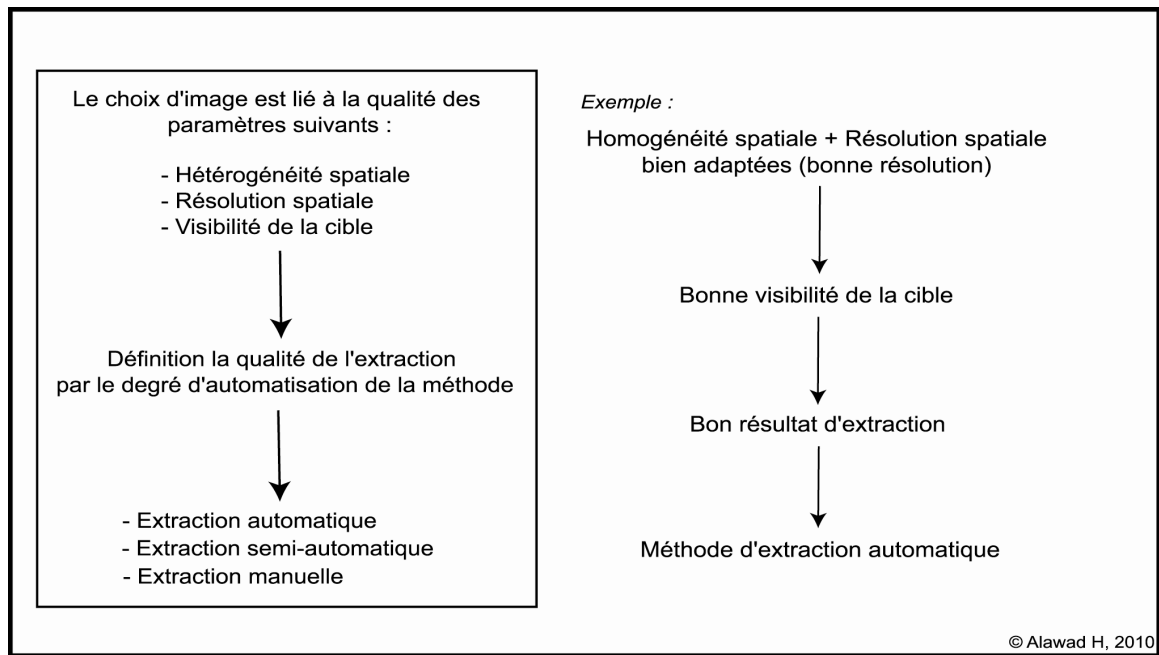 Le choix d'image est lié à la qualité des
paramètres suivants :
- Hétérogénéité spatiale
- Résolution spatiale
- Visibilité de la cible
Définition la qualité de l'extraction
par le degré d'automatisation de la méthode
- Extraction automatique
- Extraction semi-automatique
- Extraction manuelle
Exemple :
Homogénéité spatiale + Résolution spatiale
bien adaptées (bonne résolution)
Bonne visibilité de la cible
Bon résultat d'extraction
Méthode d'extraction automatique
© Alawad H, 2010